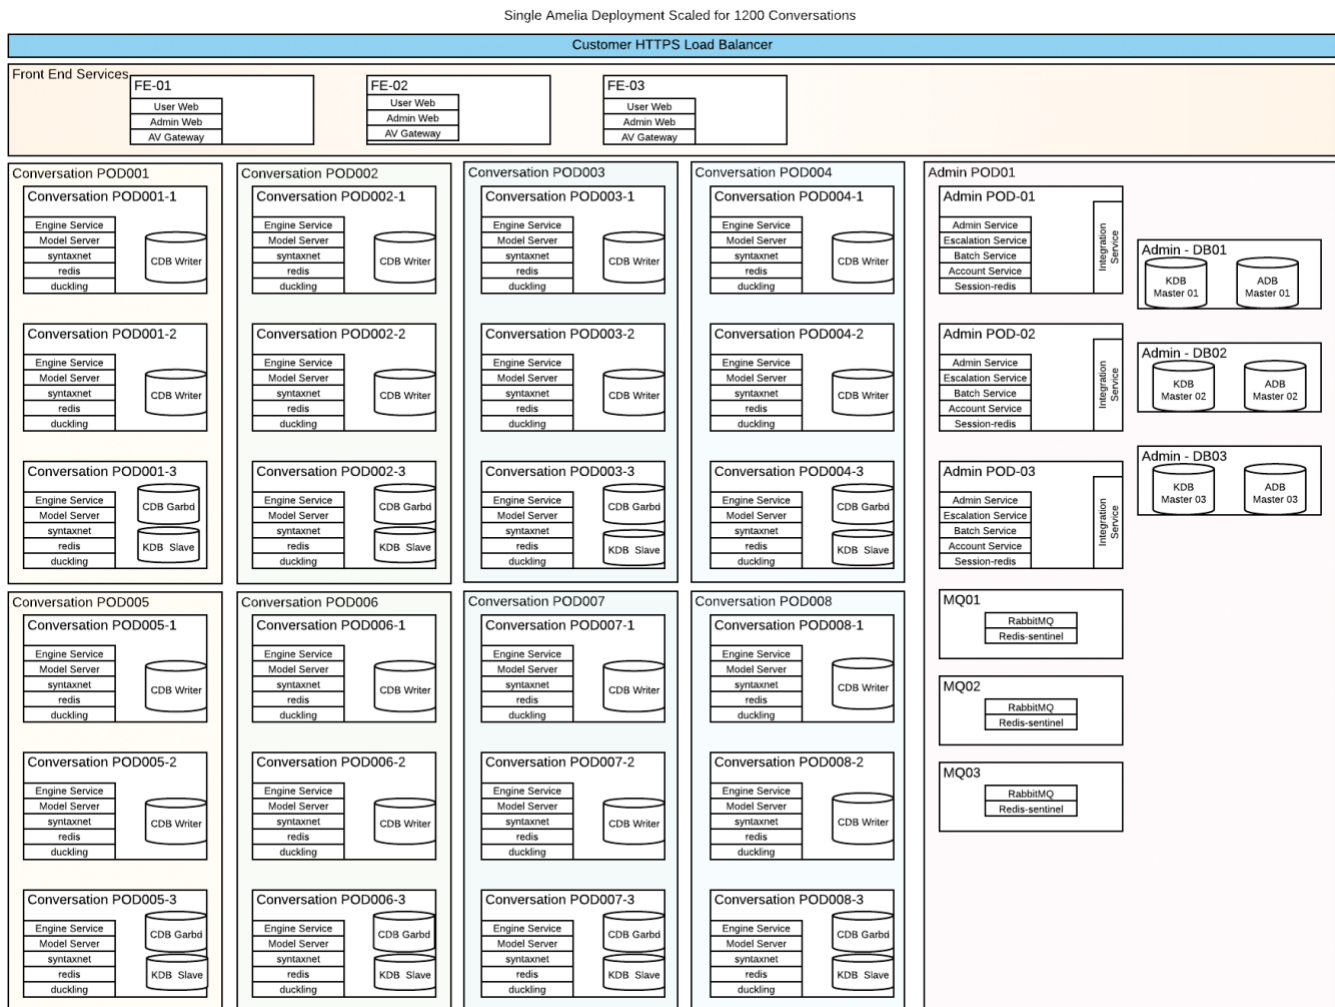 Single Amelia Deployment Scaled for 1200 Conversations
Customer HTTPS Load Balancer
Front End Services
FE-01
User Web
Admin Web
AV Gateway
FE-02
User Web
Admin Web
AV Gateway
FE-03
User Web
Admin Web
AV Gateway
Conversation POD001
Conversation POD001-1
Engine Service
Model Server
syntaxnet
redis
duckling
CDB Writer
Conversation POD001-2
Engine Service
Model Server
syntaxnet
redis
duckling
CDB Writer
Conversation POD001-3
Engine Service
Model Server
syntaxnet
redis
duckling
CDB Garbd
KDB Slave
Conversation POD002
Conversation POD002-1
Engine Service
Model Server
syntaxnet
redis
duckling
CDB Writer
Conversation POD002-2
Engine Service
Model Server
syntaxnet
redis
duckling
CDB Writer
Conversation POD002-3
Engine Service
Model Server
syntaxnet
redis
duckling
CDB Garbd
KDB Slave
Conversation POD003
Conversation POD003-1
Engine Service
Model Server
syntaxnet
redis
duckling
CDB Writer
Conversation POD003-2
Engine Service
Model Server
syntaxnet
redis
duckling
CDB Writer
Conversation POD003-3
Engine Service
Model Server
syntaxnet
redis
duckling
CDB Garbd
KDB Slave
Conversation POD004
Conversation POD004-1
Engine Service
Model Server
syntaxnet
redis
duckling
CDB Writer
Conversation POD004-2
Engine Service
Model Server
syntaxnet
redis
duckling
CDB Writer
Conversation POD004-3
Engine Service
Model Server
syntaxnet
redis
duckling
CDB Garbd
KDB Slave
Admin POD01
Admin POD-01
Admin Service
Escalation Service
Batch Service
Account Service
Session-redis
Integration
Service
Admin POD-02
Admin Service
Escalation Service
Batch Service
Account Service
Session-redis
Integration
Service
Admin POD-03
Admin Service
Escalation Service
Batch Service
Account Service
Session-redis
Integration
Service
Admin - DB01
KDB
Master 01
ADB
Master 01
Admin - DB02
KDB
Master 02
ADB
Master 02
Admin - DB03
KDB
Master 03
ADB
Master 03
MQ01
RabbitMQ
Redis-sentinel
MQ02
RabbitMQ
Redis-sentinel
MQ03
RabbitMQ
Redis-sentinel
Conversation POD005
Conversation POD005-1
Engine Service
Model Server
syntaxnet
redis
duckling
CDB Writer
Conversation POD005-2
Engine Service
Model Server
syntaxnet
redis
duckling
CDB Writer
Conversation POD005-3
Engine Service
Model Server
syntaxnet
redis
duckling
CDB Garbd
KDB Slave
Conversation POD006
Conversation POD006-1
Engine Service
Model Server
syntaxnet
redis
duckling
CDB Writer
Conversation POD006-2
Engine Service
Model Server
syntaxnet
redis
duckling
CDB Writer
Conversation POD006-3
Engine Service
Model Server
syntaxnet
redis
duckling
CDB Garbd
KDB Slave
Conversation POD007
Conversation POD007-1
Engine Service
Model Server
syntaxnet
redis
duckling
CDB Writer
Conversation POD007-2
Engine Service
Model Server
syntaxnet
redis
duckling
CDB Writer
Conversation POD007-3
Engine Service
Model Server
syntaxnet
redis
duckling
CDB Garbd
KDB Slave
Conversation POD008
Conversation POD008-1
Engine Service
Model Server
syntaxnet
redis
duckling
CDB Writer
Conversation POD008-2
Engine Service
Model Server
syntaxnet
redis
duckling
CDB Writer
Conversation POD008-3
Engine Service
Model Server
syntaxnet
redis
duckling
CDB Garbd
KDB Slave